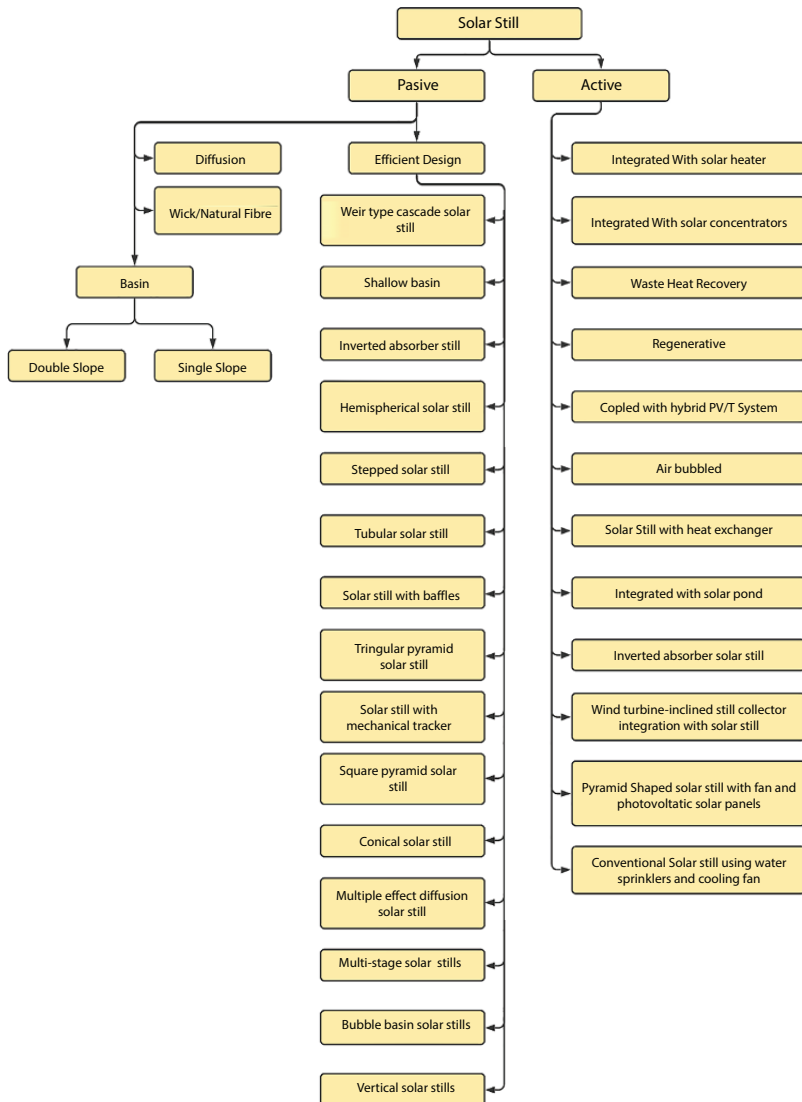 Solar Still
Pasive
Active
Diffusion
Wick/Natural Fibre
Basin
Double Slope
Single Slope
Efficient Design
Weir type cascade solar
still
Shallow basin
Inverted absorber still
Hemispherical solar still
Stepped solar still
Tubular solar still
Solar still with baffles
Tringular pyramid
solar still
Solar still with
mechanical tracker
Square pyramid solar
still
Conical solar still
Multiple effect diffusion
solar still
Multi-stage solar stills
Bubble basin solar stills
Vertical solar stills
Integrated With solar heater
Integrated With solar concentrators
Waste Heat Recovery
Regenerative
Copled with hybrid PV/T System
Air bubbled
Solar Still with heat exchanger
Integrated with solar pond
Inverted absorber solar still
Wind turbine-inclined still collector
integration with solar still
Pyramid Shaped solar still with fan and
photovoltatic solar panels
Conventional Solar still using water
sprinklers and cooling fan